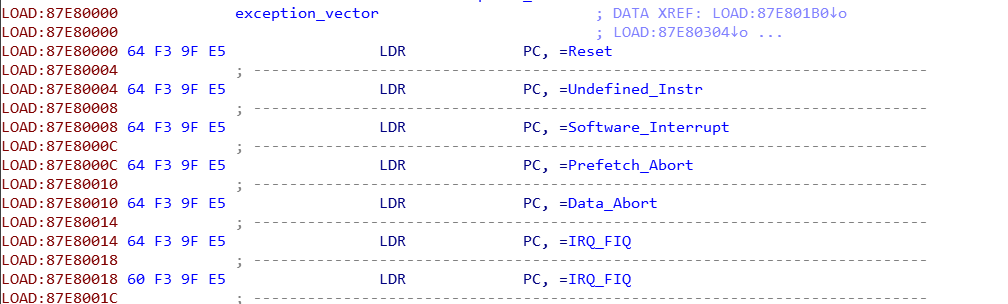 LOAD:87E80000 exception_vector ; DATA XREF: LOAD:87E801B0↓o
LOAD:87E80000 ; LOAD:87E80304↓o ...
LOAD:87E80000 64 F3 9F E5 LDR PC, =Reset
LOAD:87E80004 ; ---------------------------------------------------------------------------
LOAD:87E80004 64 F3 9F E5 LDR PC, =Undefined_Instr
LOAD:87E80008 ; ---------------------------------------------------------------------------
LOAD:87E80008 64 F3 9F E5 LDR PC, =Software_Interrupt
LOAD:87E8000C ; ---------------------------------------------------------------------------
LOAD:87E8000C 64 F3 9F E5 LDR PC, =Prefetch_Abort
LOAD:87E80010 ; ---------------------------------------------------------------------------
LOAD:87E80010 64 F3 9F E5 LDR PC, =Data_Abort
LOAD:87E80014 ; ---------------------------------------------------------------------------
LOAD:87E80014 64 F3 9F E5 LDR PC, =IRQ_FIQ
LOAD:87E80018 ; ---------------------------------------------------------------------------
LOAD:87E80018 60 F3 9F E5 LDR PC, =IRQ_FIQ
LOAD:87E8001C ; ---------------------------------------------------------------------------